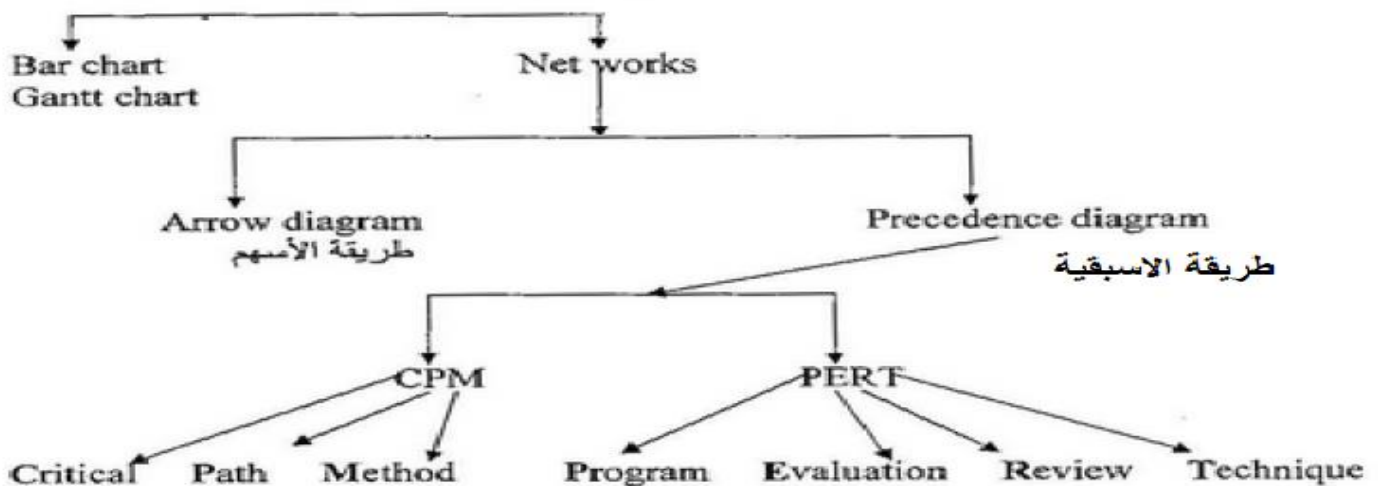 Bar chart
Gantt chart
Net works
Arrow diagram
طريقة الأسهم
Precedence diagram
طريقة الاسبقية
CPM
PERT
Critical Path Method Program Evaluation Review Technique